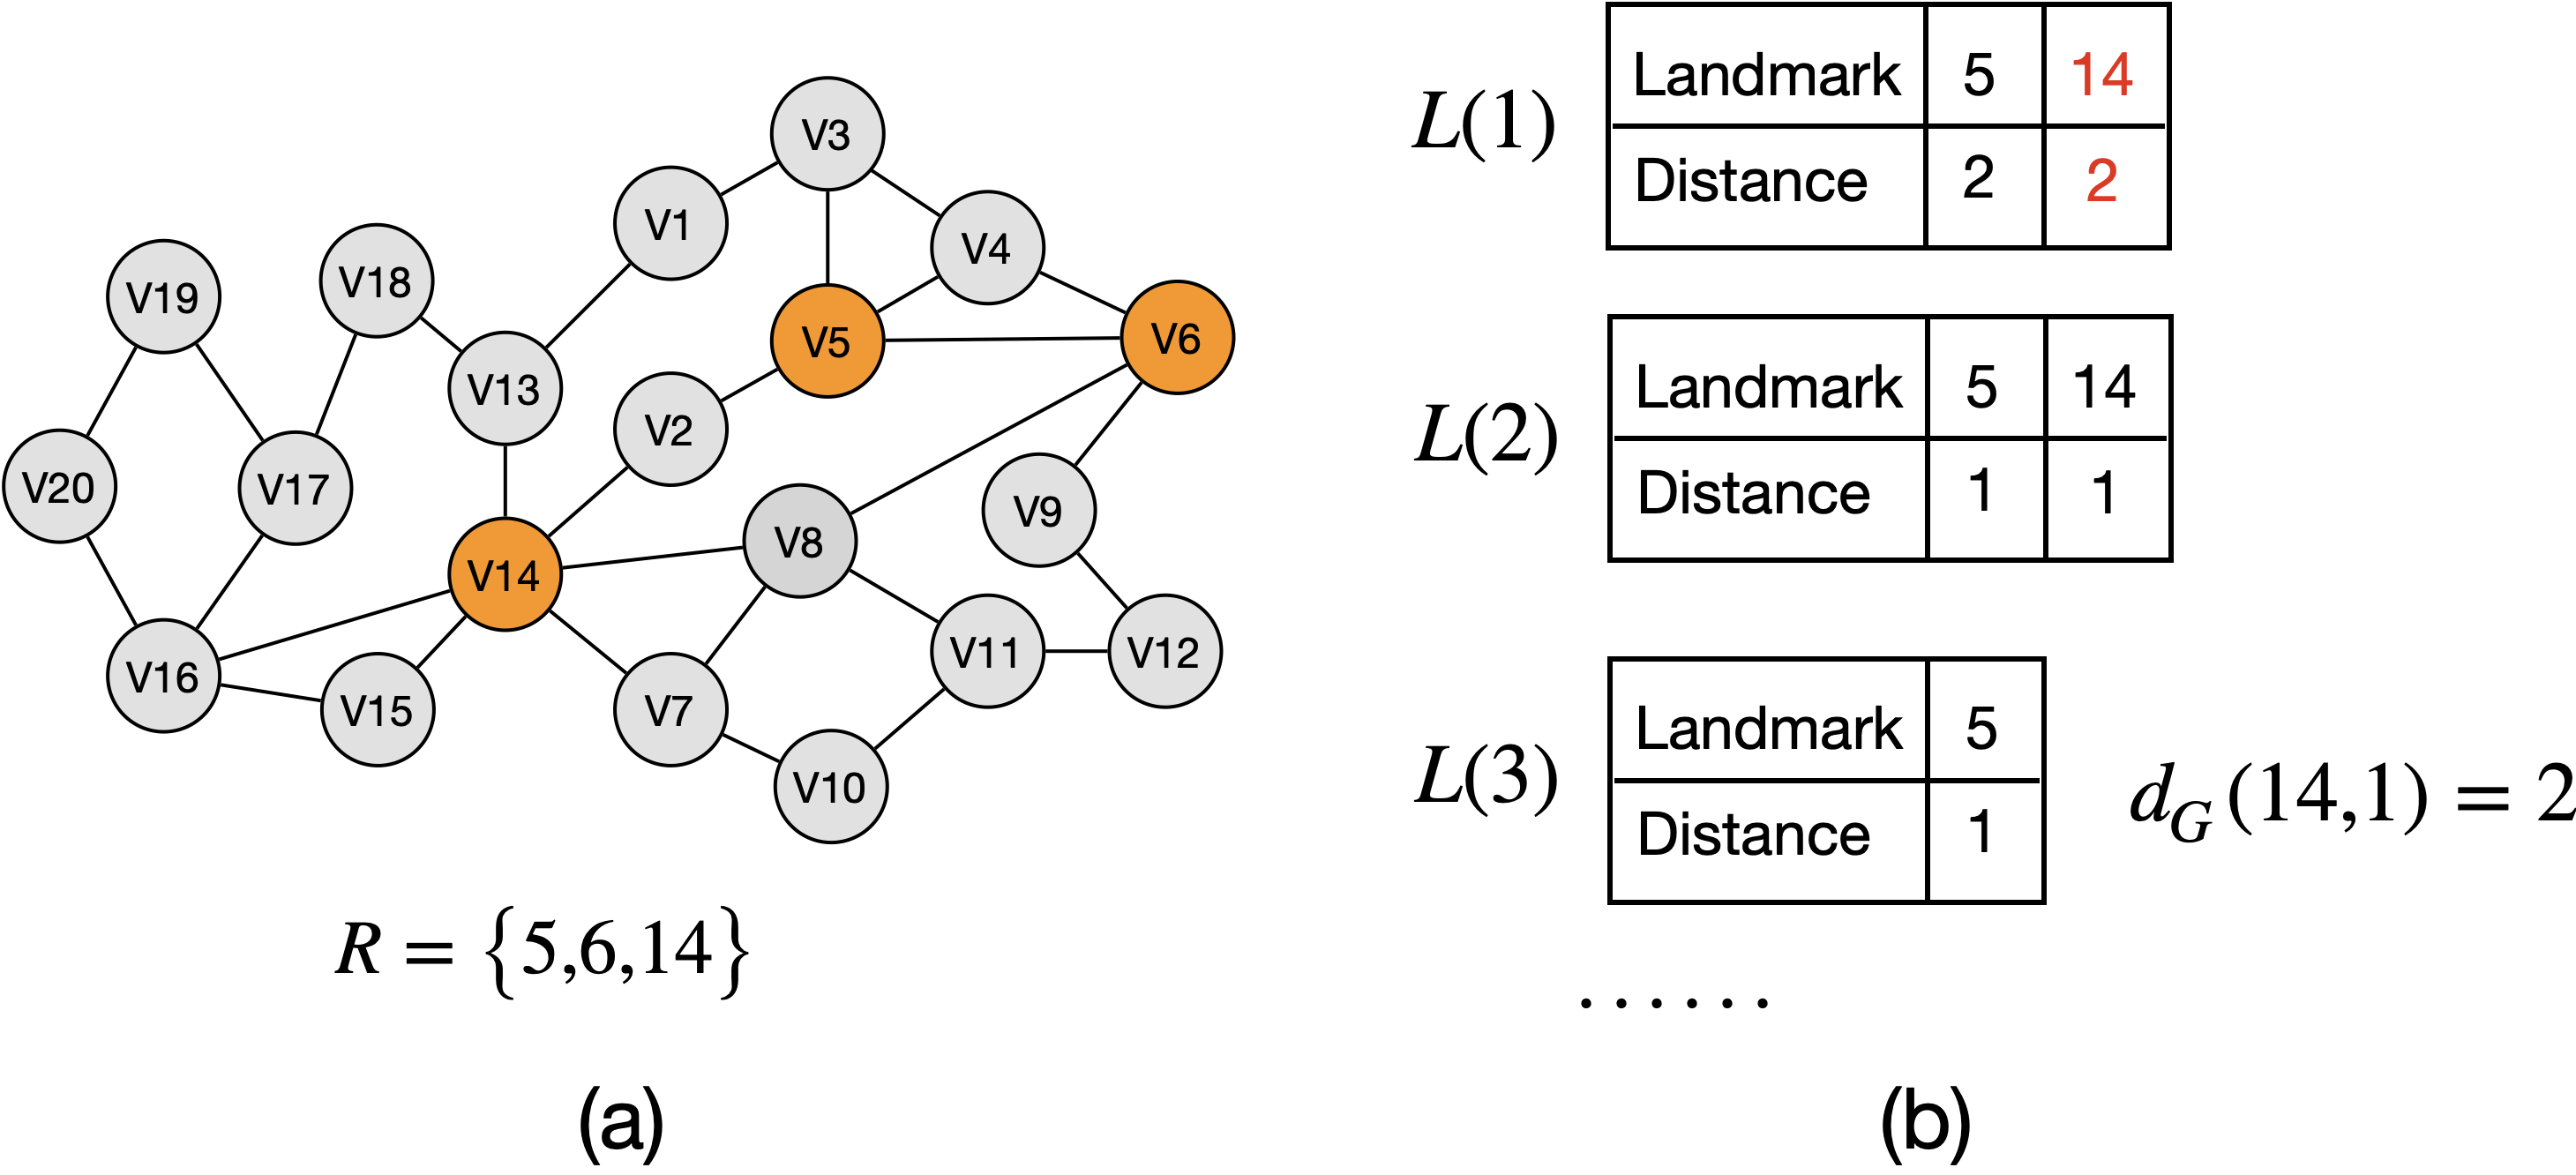 V3
V1
V4
V19
V18
V5
V6
V13
V2
V20
V17
V9
V8
V14
V16
V15
V7
V11
V12
V10
R = {5,6,14}
(a)
L(1)
Landmark 5 14
Distance 2 2
L(2)
Landmark 5 14
Distance 1 1
L(3)
Landmark 5
Distance 1
d_G(14,1) = 2
······
(b)